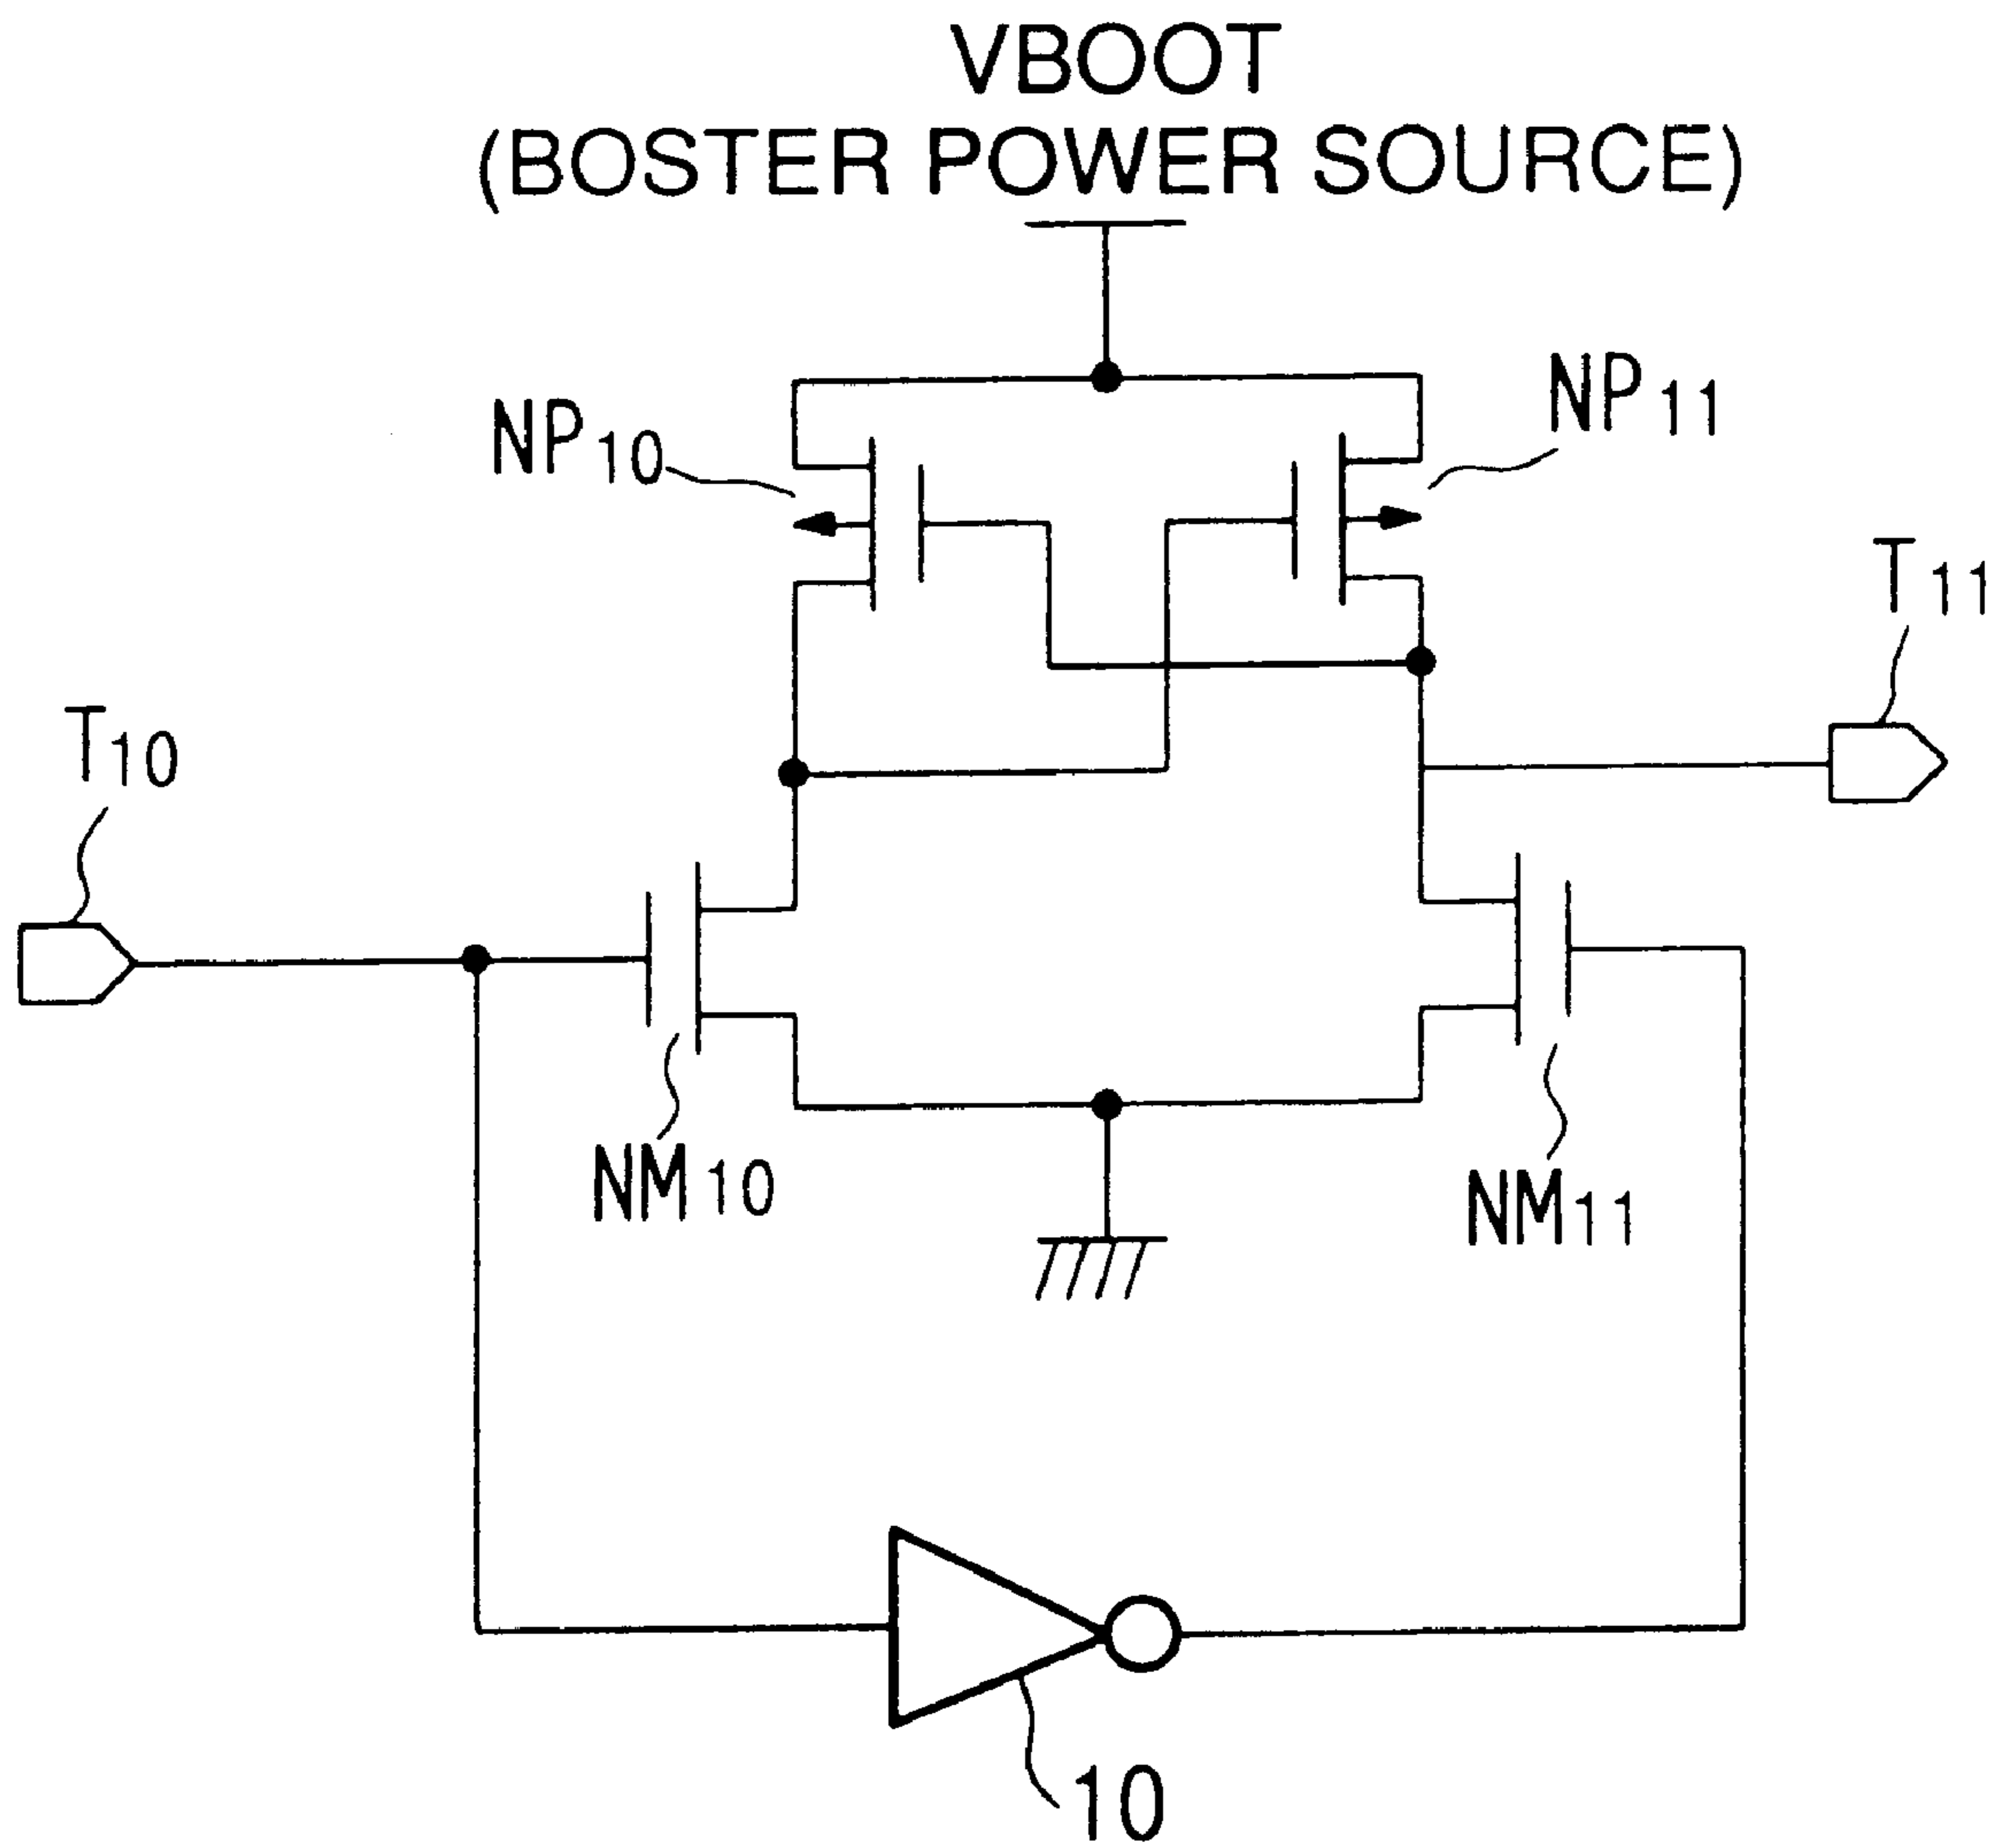 VBOOT
(BOSTER POWER SOURCE)
NP10
NP11
T11
T10
NM10
NM11
10